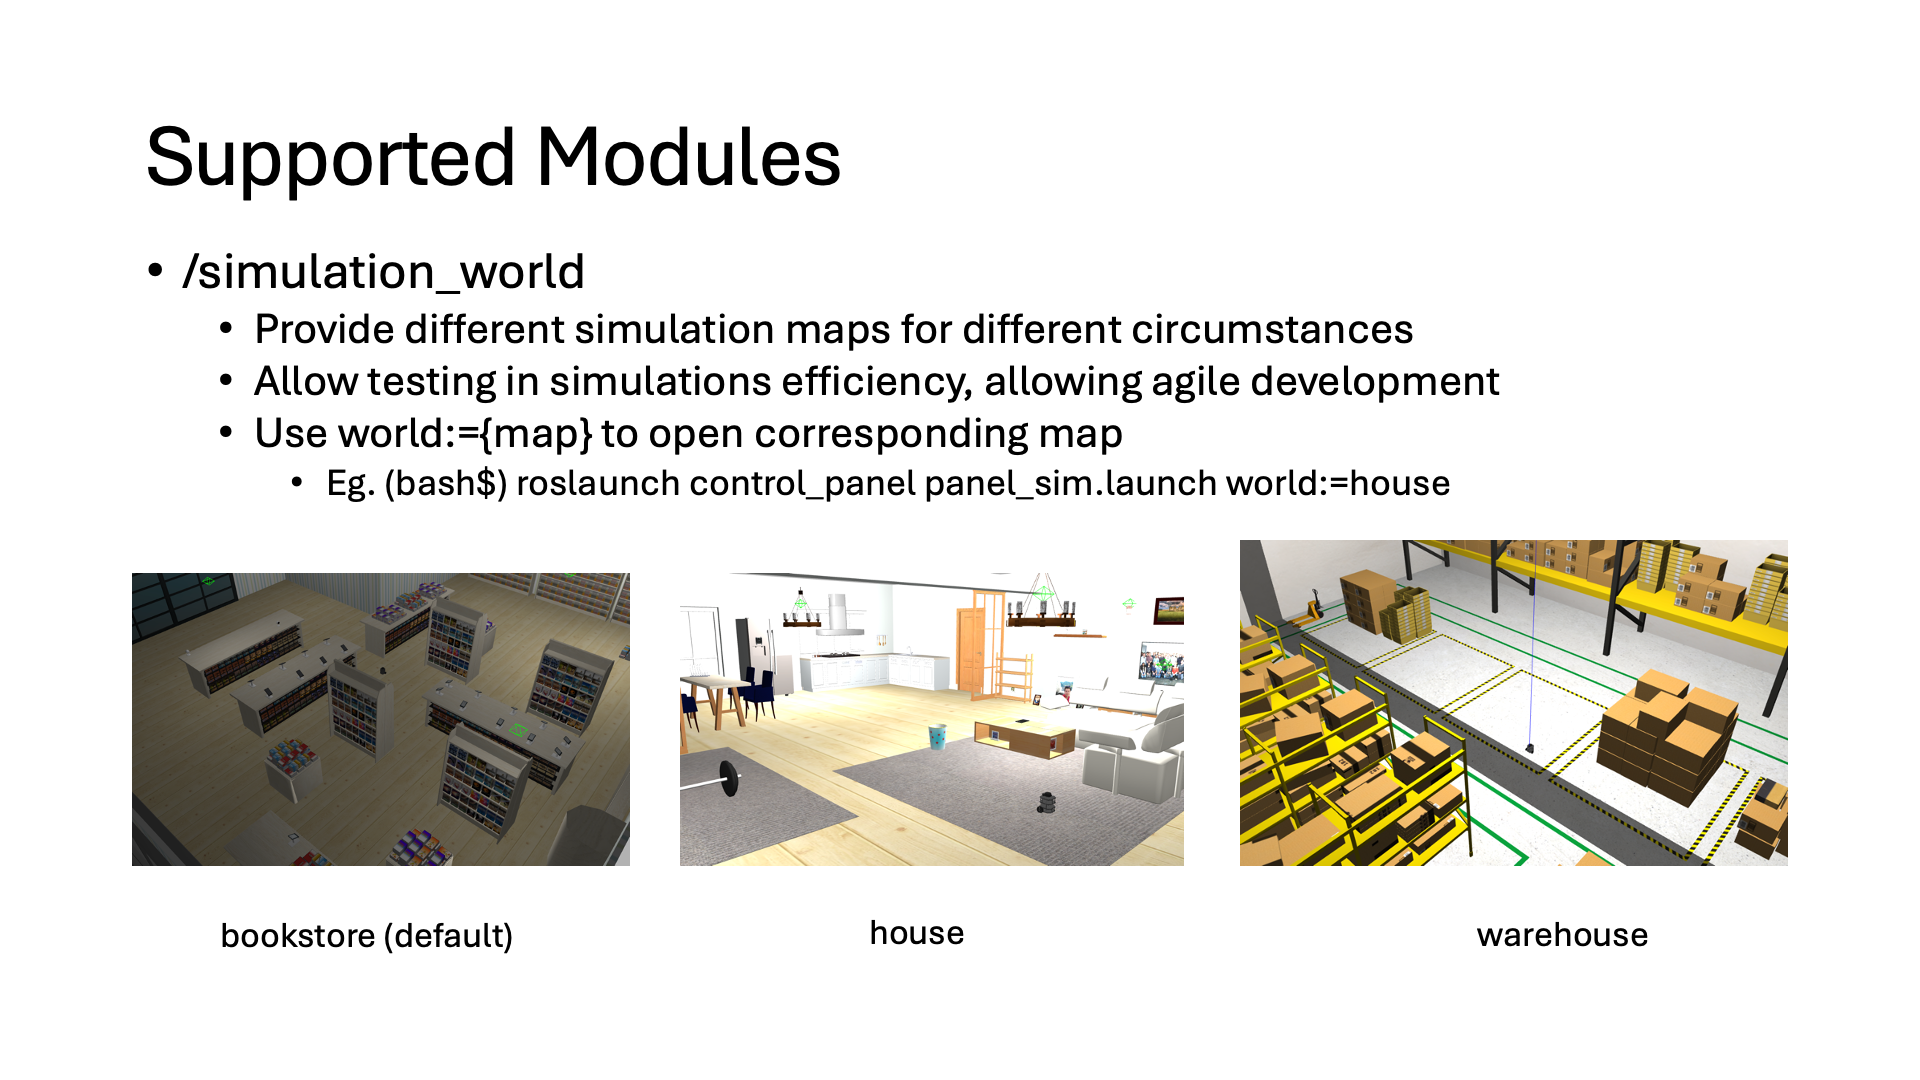 Supported Modules
• /simulation_world
• Provide different simulation maps for different circumstances
• Allow testing in simulations efficiency, allowing agile development
• Use world:={map} to open corresponding map
• Eg. (bash$) roslaunch control_panel panel_sim.launch world:=house
bookstore (default)
house
warehouse